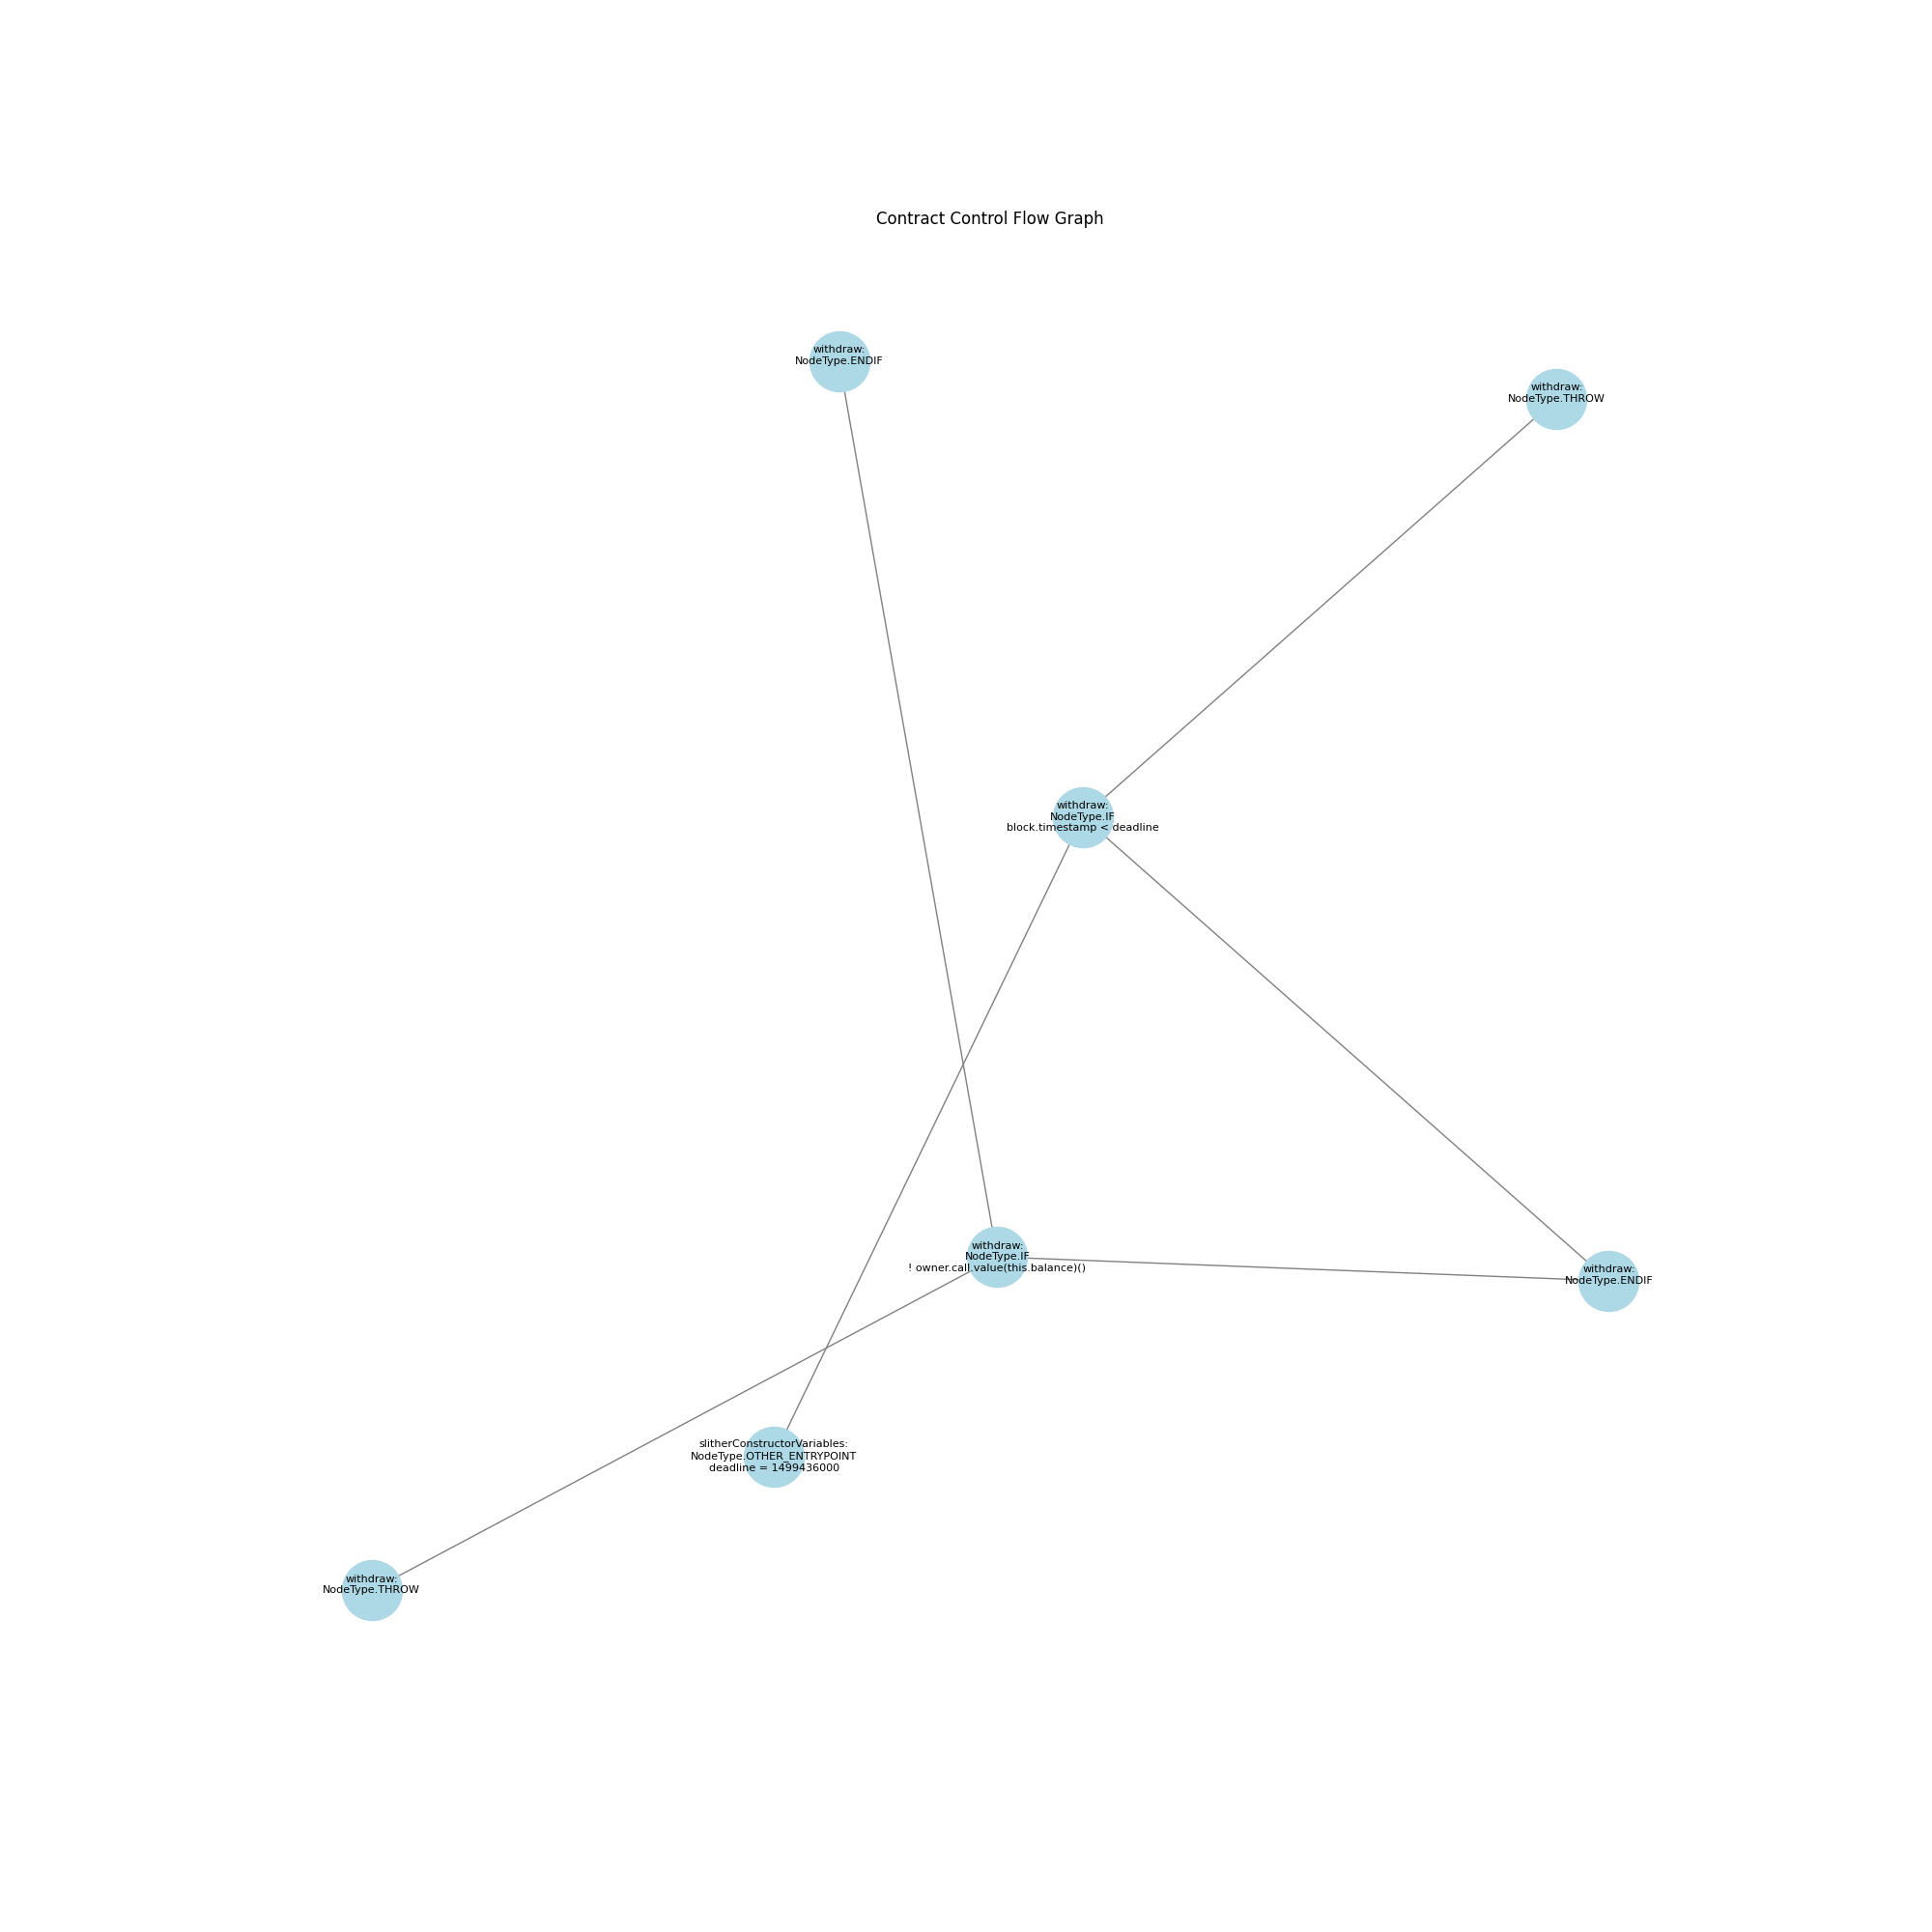 Contract Control Flow Graph
withdraw:
NodeType.ENDIF
withdraw:
NodeType.THROW
withdraw:
NodeType.IF
block.timestamp < deadline
withdraw:
NodeType.IF
! owner.call.value(this.balance)()
withdraw:
NodeType.ENDIF
slitherConstructorVariables:
NodeType.OTHER_ENTRYPOINT
deadline = 1499436000
withdraw:
NodeType.THROW